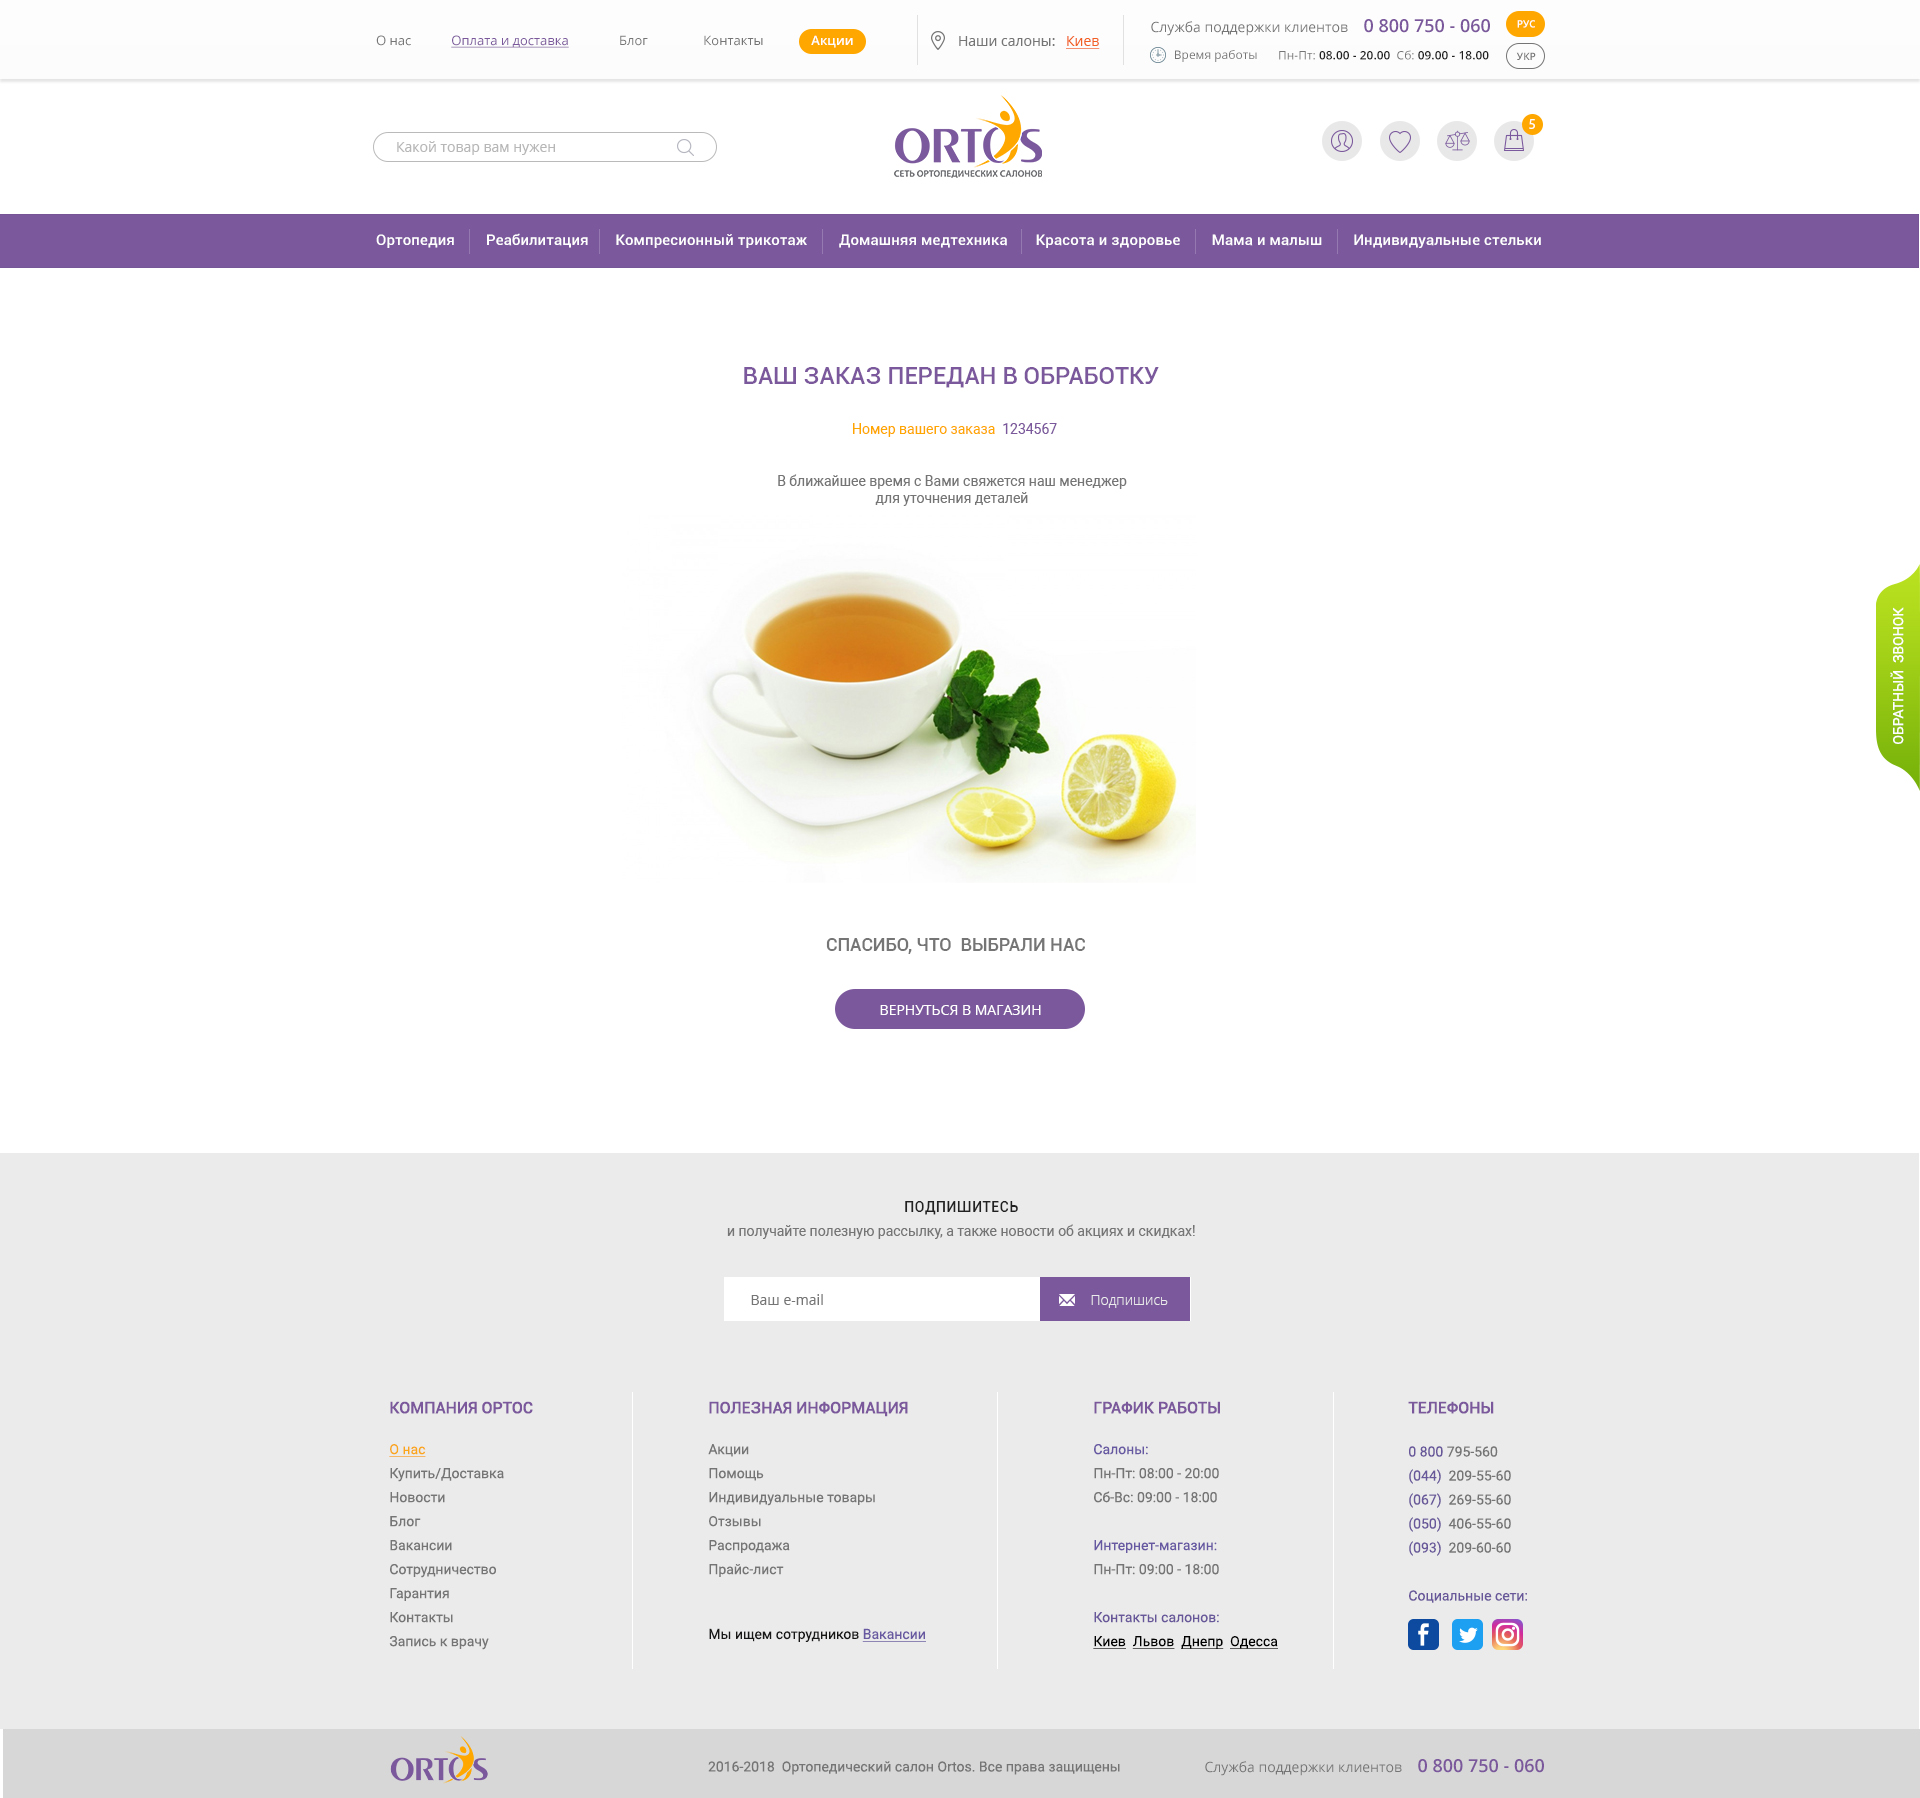 О нас Оплата и доставка Блог Контакты Акции
Наши салоны: Киев
Служба поддержки клиентов 0 800 750 - 060
Время работы Пн-Пт: 08.00 - 20.00 Сб: 09.00 - 18.00
РУС
УКР
Какой товар вам нужен
ORTOS
СЕТЬ ОРТОПЕДИЧЕСКИХ САЛОНОВ
5
Ортопедия Реабилитация Компресионный трикотаж Домашняя медтехника Красота и здоровье Мама и малыш Индивидуальные стельки
ВАШ ЗАКАЗ ПЕРЕДАН В ОБРАБОТКУ
Номер вашего заказа 1234567
В ближайшее время с Вами свяжется наш менеджер
для уточнения деталей
ОБРАТНЫЙ ЗВОНОК
СПАСИБО, ЧТО ВЫБРАЛИ НАС
ВЕРНУТЬСЯ В МАГАЗИН
ПОДПИШИТЕСЬ
и получайте полезную рассылку, а также новости об акциях и скидках!
Ваш e-mail
Подпишись
КОМПАНИЯ ОРТОС
О нас
Купить/Доставка
Новости
Блог
Вакансии
Сотрудничество
Гарантия
Контакты
Запись к врачу
ПОЛЕЗНАЯ ИНФОРМАЦИЯ
Акции
Помощь
Индивидуальные товары
Отзывы
Распродажа
Прайс-лист
Мы ищем сотрудников Вакансии
ГРАФИК РАБОТЫ
Салоны:
Пн-Пт: 08:00 - 20:00
Сб-Вс: 09:00 - 18:00
Интернет-магазин:
Пн-Пт: 09:00 - 18:00
Контакты салонов:
Киев Львов Днепр Одесса
ТЕЛЕФОНЫ
0 800 795-560
(044) 209-55-60
(067) 269-55-60
(050) 406-55-60
(093) 209-60-60
Социальные сети:
ORTOS
2016-2018 Ортопедический салон Ortos. Все права защищены
Служба поддержки клиентов 0 800 750 - 060